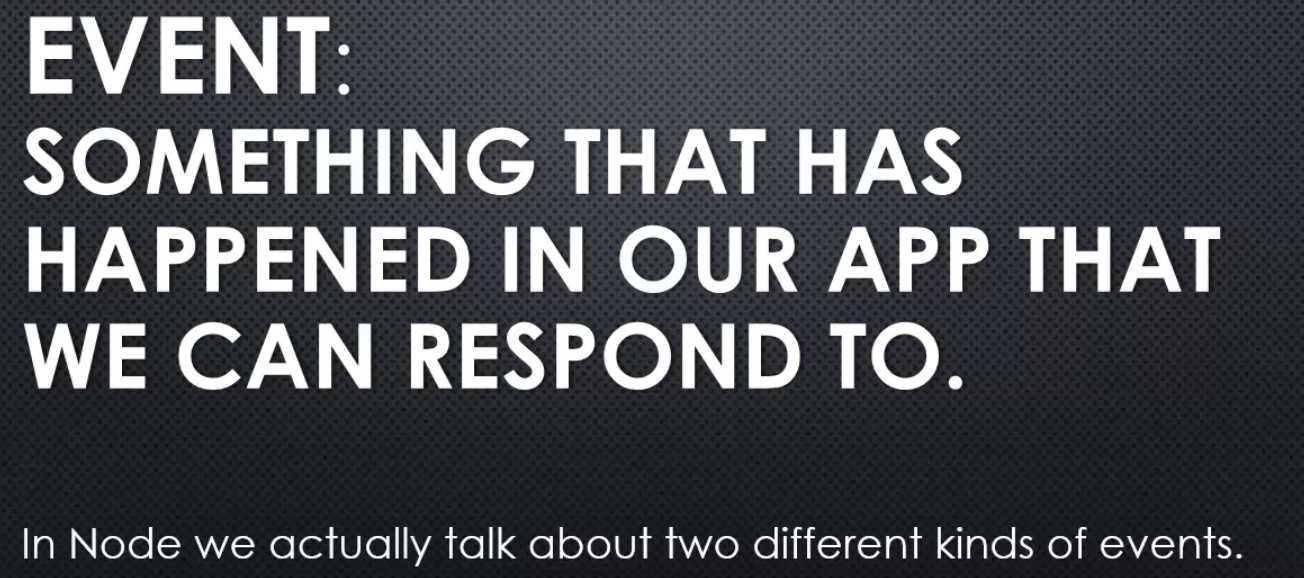 EVENT:
SOMETHING THAT HAS
HAPPENED IN OUR APP THAT
WE CAN RESPOND TO.
In Node we actually talk about two different kinds of events.